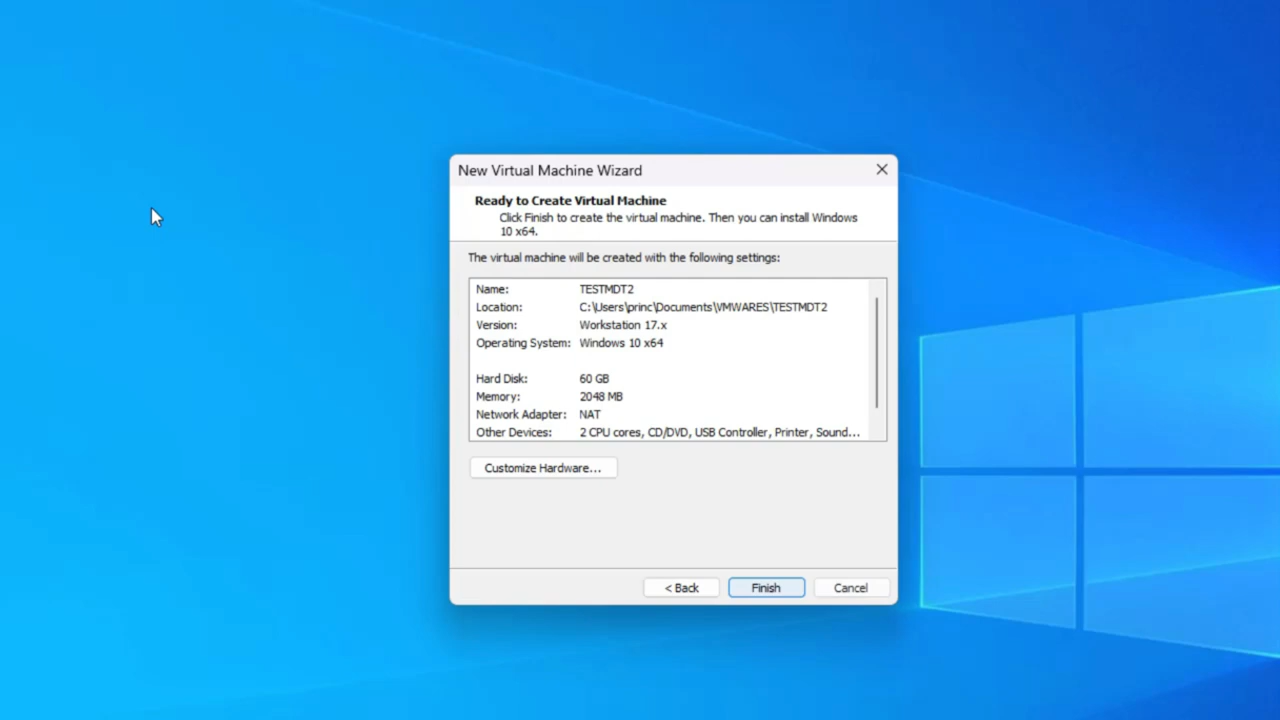 New Virtual Machine Wizard
Ready to Create Virtual Machine
Click Finish to create the virtual machine. Then you can install Windows
10 x64.
The virtual machine will be created with the following settings:
Name: TESTMDT2
Location: C:\Users\princ\Documents\VMWARES\TESTMDT2
Version: Workstation 17.x
Operating System: Windows 10 x64
Hard Disk: 60 GB
Memory: 2048 MB
Network Adapter: NAT
Other Devices: 2 CPU cores, CD/DVD, USB Controller, Printer, Sound...
Customize Hardware...
< Back Finish Cancel